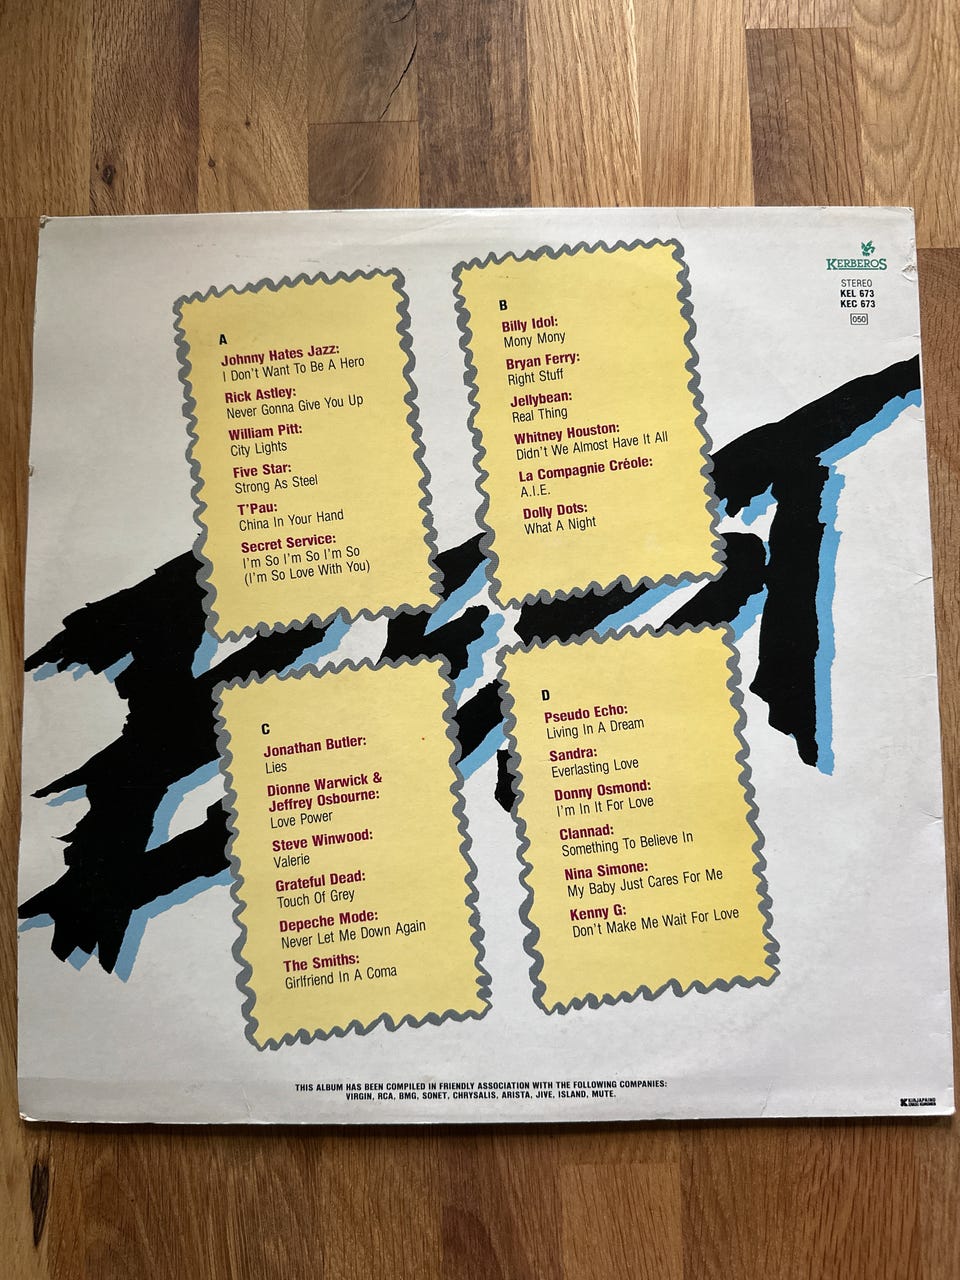 KERBEROS
STEREO
KEL 673
KEC 673
050
A
Johnny Hates Jazz:
I Don't Want To Be A Hero
Rick Astley:
Never Gonna Give You Up
William Pitt:
City Lights
Five Star:
Strong As Steel
T'Pau:
China In Your Hand
Secret Service:
I'm So I'm So I'm So
(I'm So Love With You)
B
Billy Idol:
Mony Mony
Bryan Ferry:
Right Stuff
Jellybean:
Real Thing
Whitney Houston:
Didn't We Almost Have It All
La Compagnie Créole:
A.I.E.
Dolly Dots:
What A Night
C
Jonathan Butler:
Lies
Dionne Warwick &
Jeffrey Osbourne:
Love Power
Steve Winwood:
Valerie
Grateful Dead:
Touch Of Grey
Depeche Mode:
Never Let Me Down Again
The Smiths:
Girlfriend In A Coma
D
Pseudo Echo:
Living In A Dream
Sandra:
Everlasting Love
Donny Osmond:
I'm In It For Love
Clannad:
Something To Believe In
Nina Simone:
My Baby Just Cares For Me
Kenny G:
Don't Make Me Wait For Love
THIS ALBUM HAS BEEN COMPILED IN FRIENDLY ASSOCIATION WITH THE FOLLOWING COMPANIES:
VIRGIN, RCA, BMG, SONET, CHRYSALIS, ARISTA, JIVE, ISLAND, MUTE.